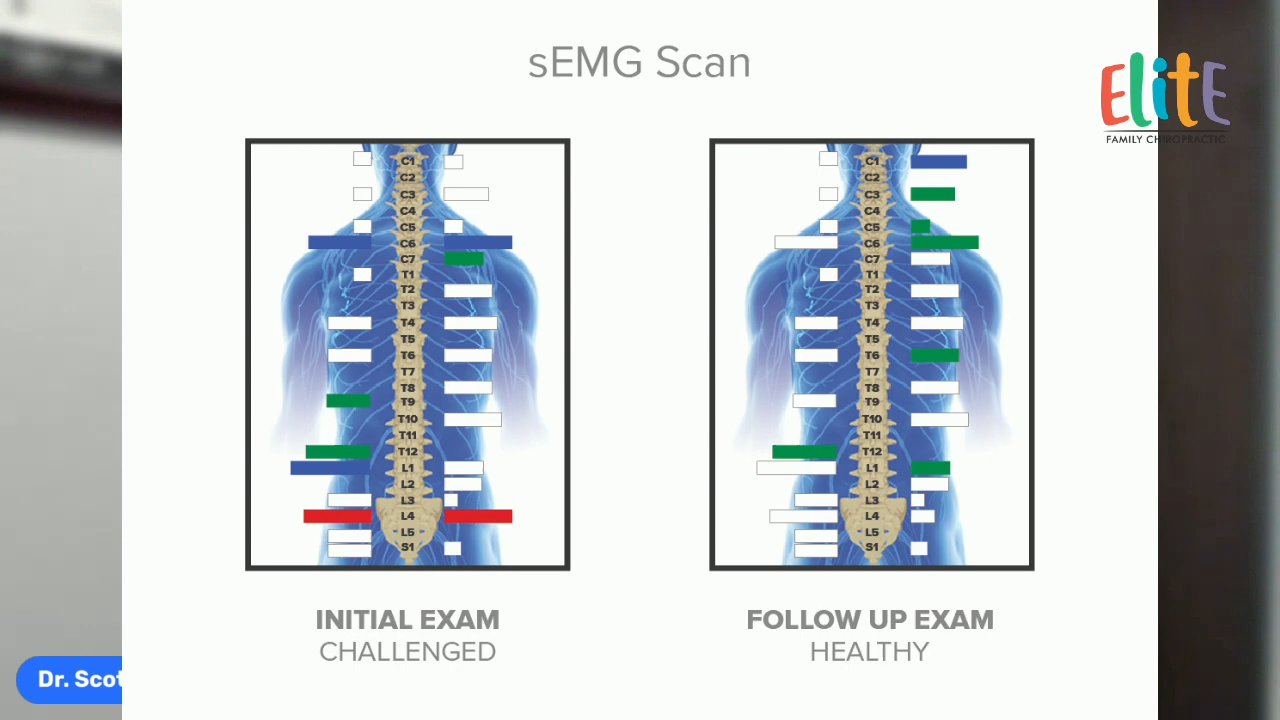 sEMG Scan
ELiTE
FAMILY CHIROPRACTIC
C1
C2
C3
C4
C5
C6
C7
T1
T2
T3
T4
T5
T6
T7
T8
T9
T10
T11
T12
L1
L2
L3
L4
L5
S1
C1
C2
C3
C4
C5
C6
C7
T1
T2
T3
T4
T5
T6
T7
T8
T9
T10
T11
T12
L1
L2
L3
L4
L5
S1
INITIAL EXAM
CHALLENGED
FOLLOW UP EXAM
HEALTHY
Dr. Scot